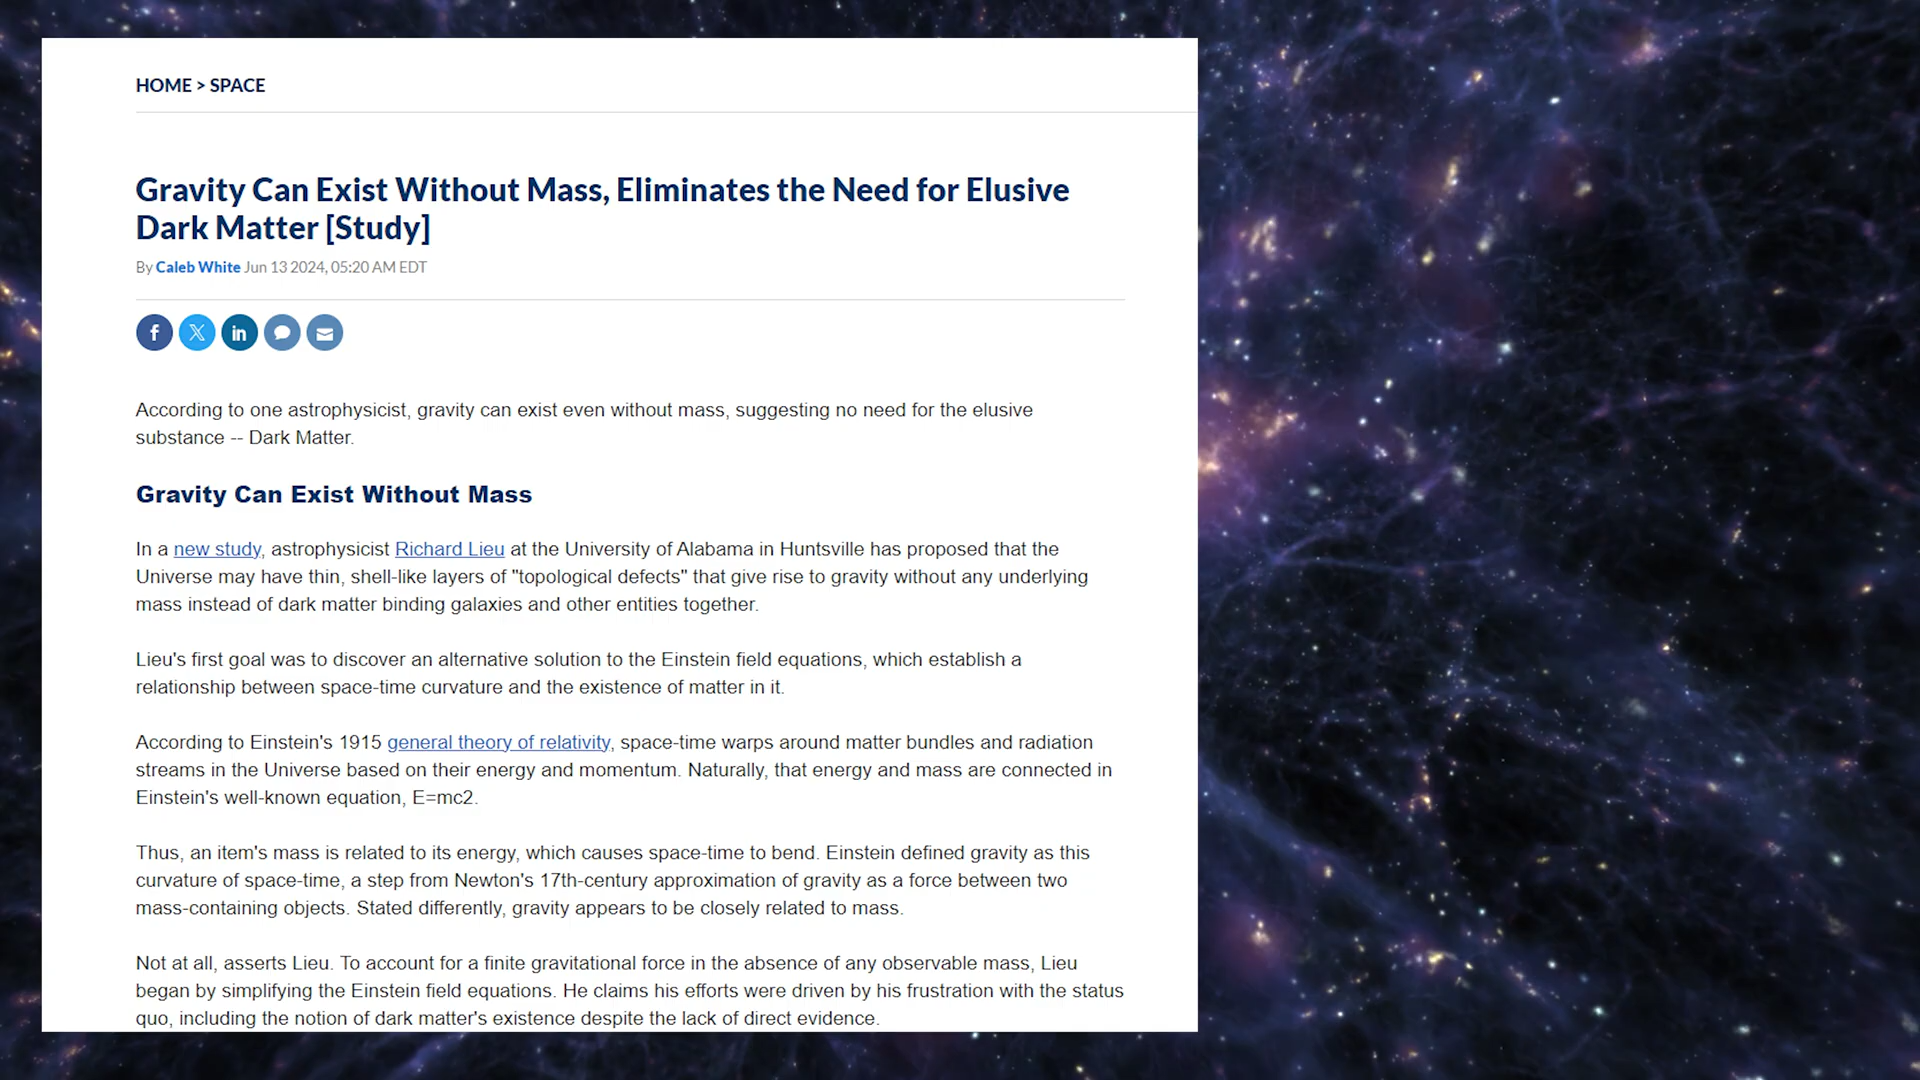 HOME > SPACE
Gravity Can Exist Without Mass, Eliminates the Need for Elusive
Dark Matter [Study]
By Caleb White Jun 13 2024, 05:20 AM EDT
According to one astrophysicist, gravity can exist even without mass, suggesting no need for the elusive
substance -- Dark Matter.
Gravity Can Exist Without Mass
In a new study, astrophysicist Richard Lieu at the University of Alabama in Huntsville has proposed that the
Universe may have thin, shell-like layers of "topological defects" that give rise to gravity without any underlying
mass instead of dark matter binding galaxies and other entities together.
Lieu's first goal was to discover an alternative solution to the Einstein field equations, which establish a
relationship between space-time curvature and the existence of matter in it.
According to Einstein's 1915 general theory of relativity, space-time warps around matter bundles and radiation
streams in the Universe based on their energy and momentum. Naturally, that energy and mass are connected in
Einstein's well-known equation, E=mc2.
Thus, an item's mass is related to its energy, which causes space-time to bend. Einstein defined gravity as this
curvature of space-time, a step from Newton's 17th-century approximation of gravity as a force between two
mass-containing objects. Stated differently, gravity appears to be closely related to mass.
Not at all, asserts Lieu. To account for a finite gravitational force in the absence of any observable mass, Lieu
began by simplifying the Einstein field equations. He claims his efforts were driven by his frustration with the status
quo, including the notion of dark matter's existence despite the lack of direct evidence.